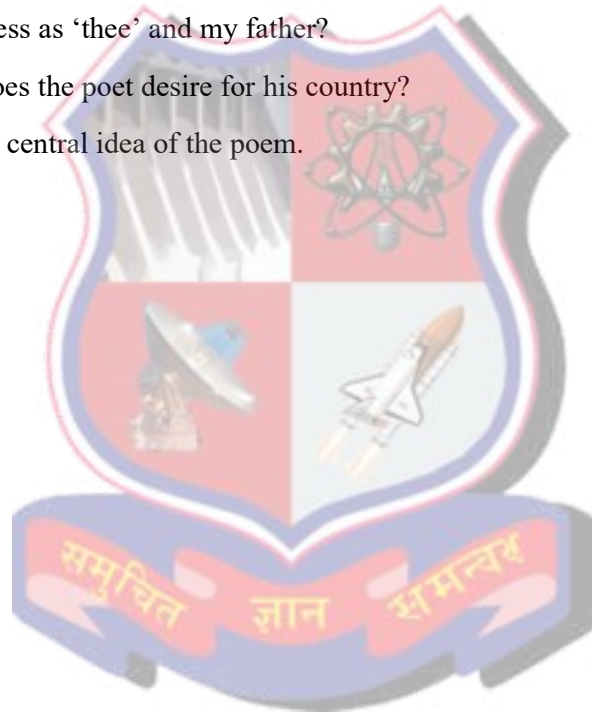 ess as ‘thee’ and my father?
oes the poet desire for his country?
central idea of the poem.
समुचित ज्ञान समन्वय